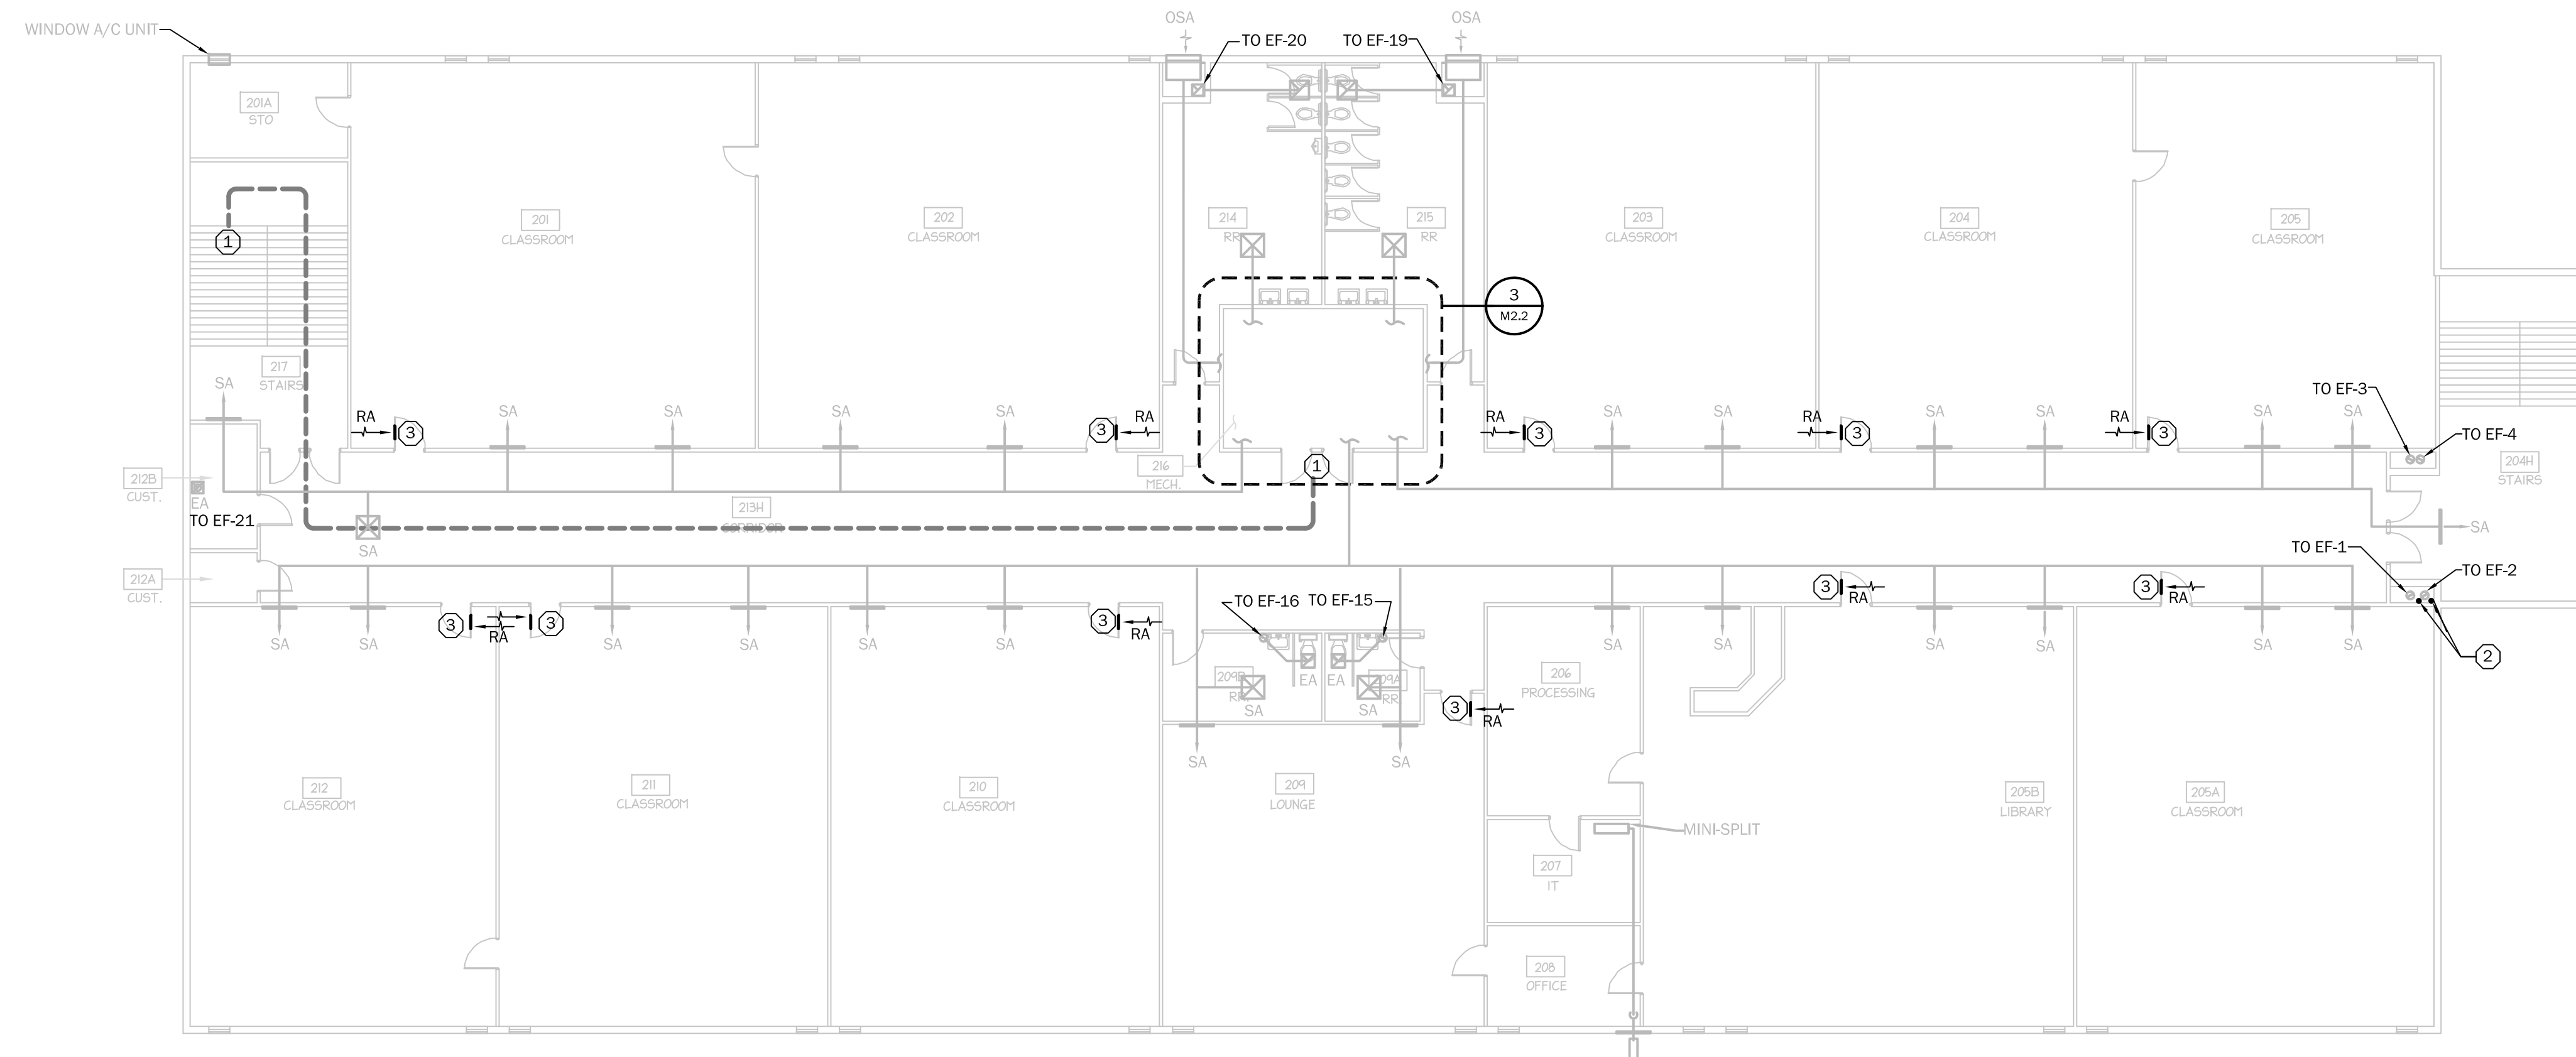 OSA
OSA
WINDOW A/C UNIT
TO EF-20
TO EF-19
201A
STO
201
CLASSROOM
202
CLASSROOM
214
RR
215
RR
203
CLASSROOM
204
CLASSROOM
205
CLASSROOM
1
3
M2.2
217
STAIRS
SA
TO EF-3
RA
3
SA
SA
SA
SA
3
RA
RA
3
SA
SA
RA
3
SA
SA
RA
3
SA
SA
TO EF-4
212B
CUST.
EA
TO EF-21
216
MECH.
1
204H
STAIRS
213H
CORRIDOR
SA
SA
TO EF-1
TO EF-2
212A
CUST.
3
RA
3
RA
TO EF-16
TO EF-15
3
RA
3
3
RA
SA
SA
SA
SA
SA
SA
SA
SA
SA
SA
SA
SA
2
209B
RR
EA
EA
209A
RR
SA
SA
206
PROCESSING
3
RA
SA
SA
212
CLASSROOM
211
CLASSROOM
210
CLASSROOM
209
LOUNGE
205B
LIBRARY
205A
CLASSROOM
MINI-SPLIT
207
IT
208
OFFICE